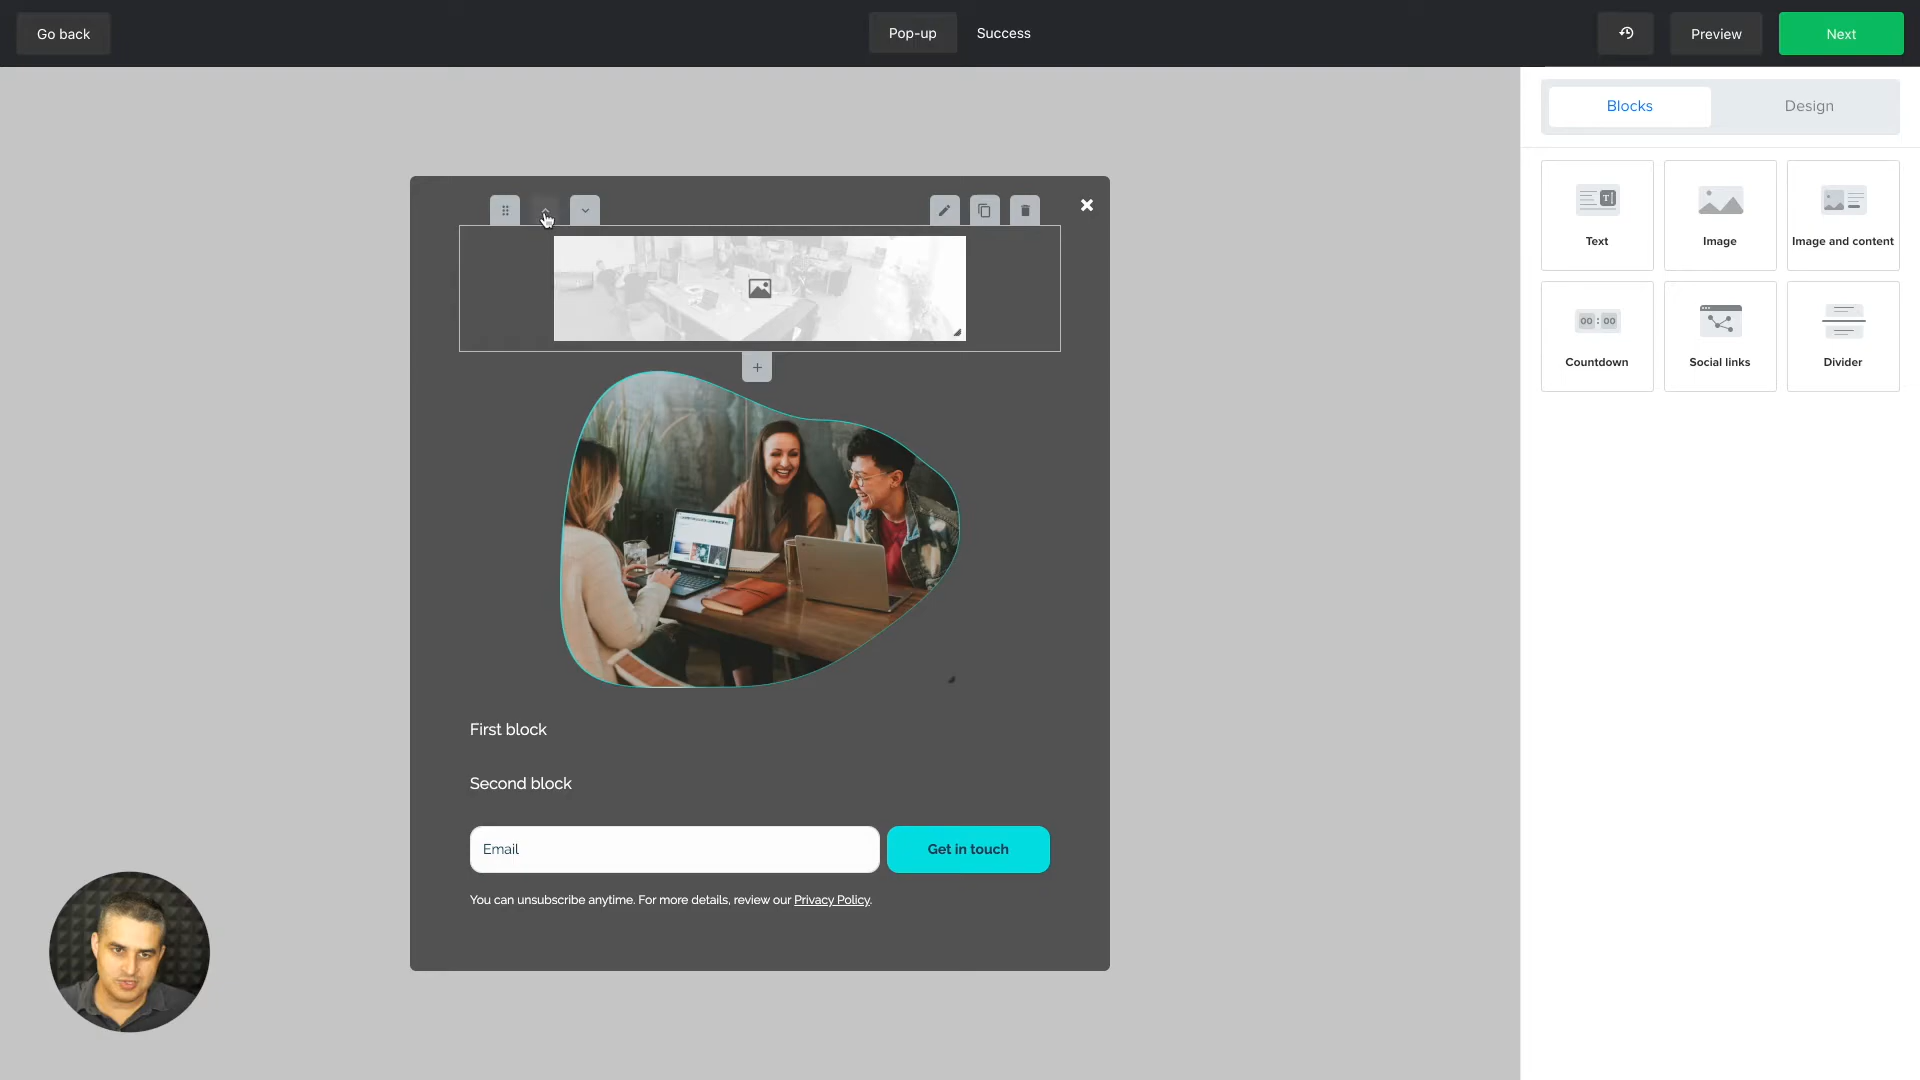 Go back
Pop-up
Success
Preview
Next
Blocks
Design
Text
Image
Image and content
00 : 00
Countdown
Social links
Divider
First block
Second block
Email
Get in touch
You can unsubscribe anytime. For more details, review our Privacy Policy.